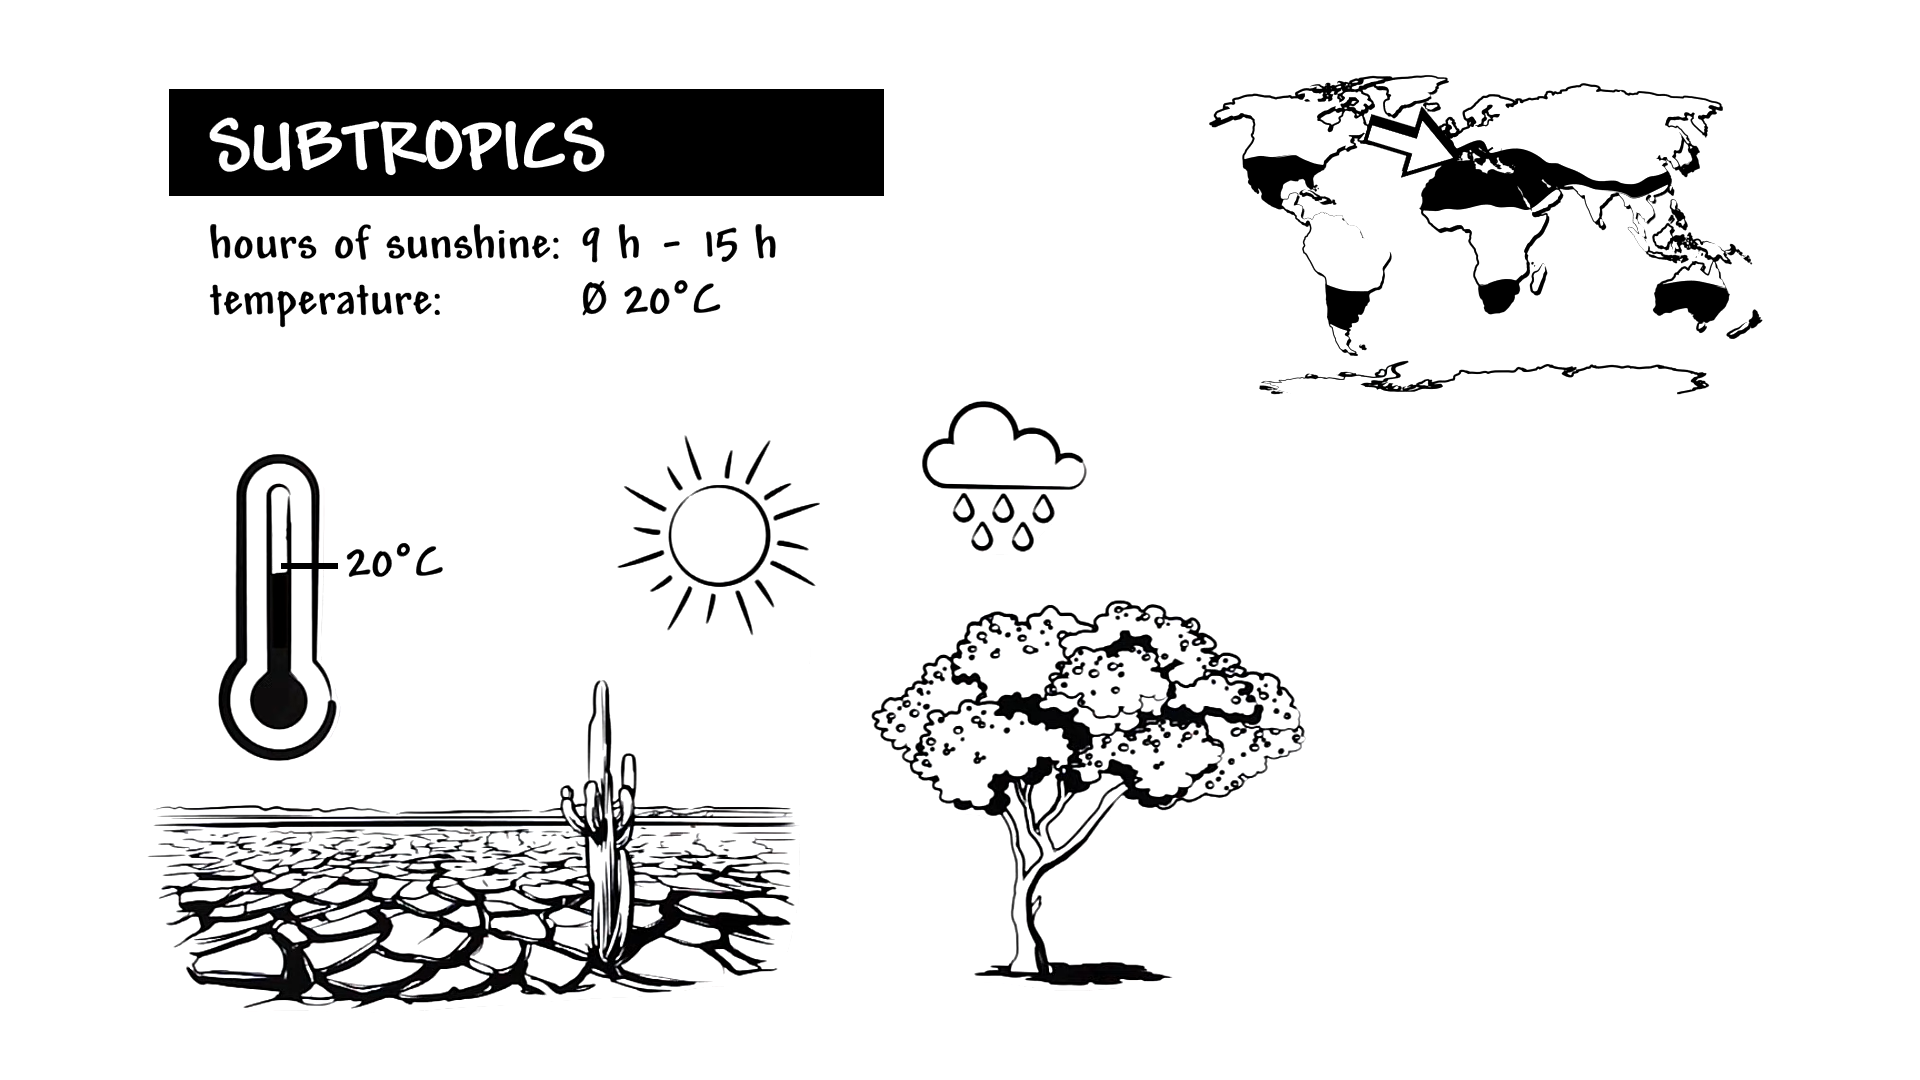 SUBTROPICS
hours of sunshine: 9 h - 15 h
temperature: Ø 20°C
20°C